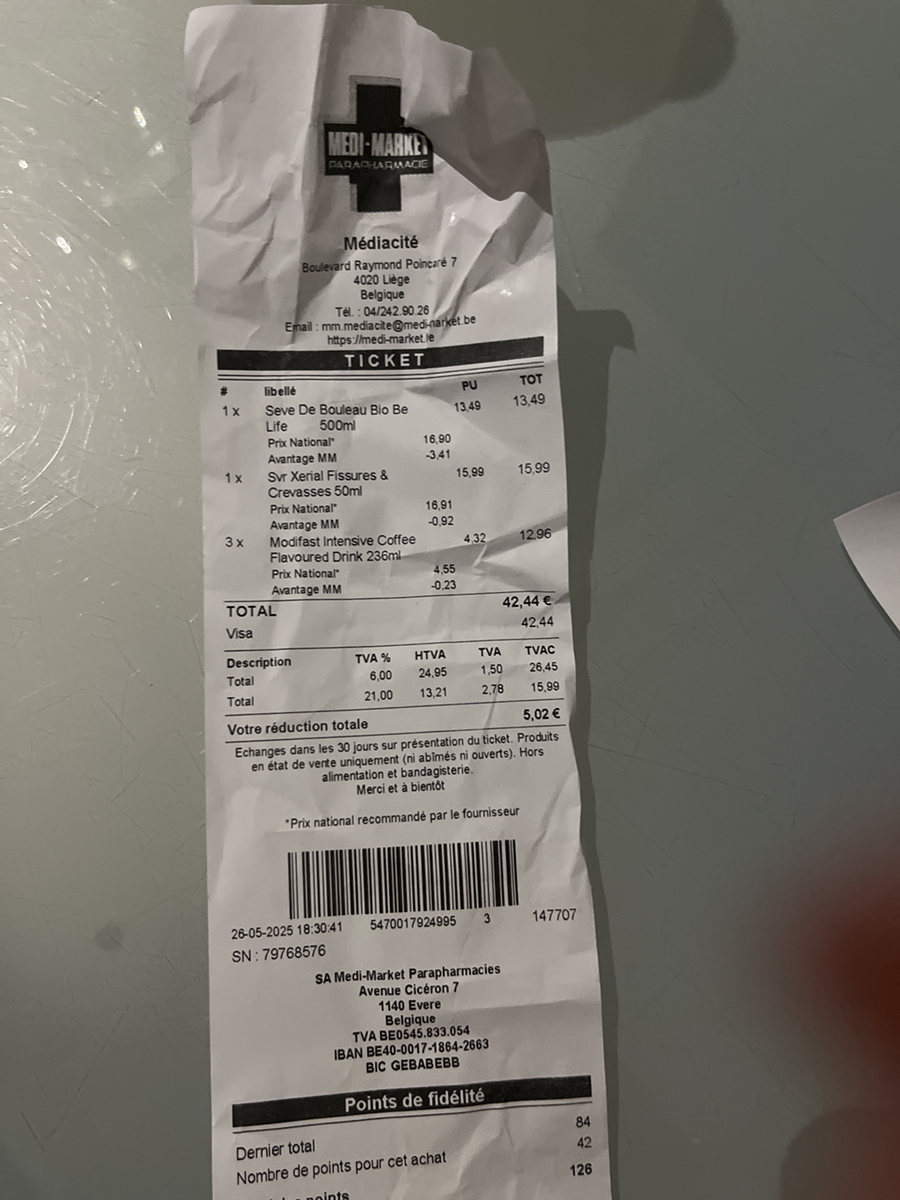 MEDI-MARKET
PARAPHARMACIE
Médiacité
Boulevard Raymond Poincaré 7
4020 Liège
Belgique
Tél. : 04/242.90.26
Email : mm.mediacite@medi-market.be
https://medi-market.be
TICKET
# libellé PU TOT
1 x Seve De Bouleau Bio Be 13,49 13,49
Life 500ml
Prix National* 16,90
Avantage MM -3,41
1 x Svr Xerial Fissures & 15,99 15,99
Crevasses 50ml
Prix National* 16,91
Avantage MM -0,92
3 x Modifast Intensive Coffee 4,32 12,96
Flavoured Drink 236ml
Prix National* 4,55
Avantage MM -0,23
TOTAL 42,44 €
Visa 42,44
Description TVA % HTVA TVA TVAC
Total 6,00 24,95 1,50 26,45
Total 21,00 13,21 2,78 15,99
Votre réduction totale 5,02 €
Echanges dans les 30 jours sur présentation du ticket. Produits
en état de vente uniquement (ni abîmés ni ouverts). Hors
alimentation et bandagisterie.
Merci et à bientôt
*Prix national recommandé par le fournisseur
26-05-2025 18:30:41 5470017924995 3 147707
SN : 79768576
SA Medi-Market Parapharmacies
Avenue Cicéron 7
1140 Evere
Belgique
TVA BE0545.833.054
IBAN BE40-0017-1864-2663
BIC GEBABEBB
Points de fidélité
Dernier total 84
Nombre de points pour cet achat 42
points 126